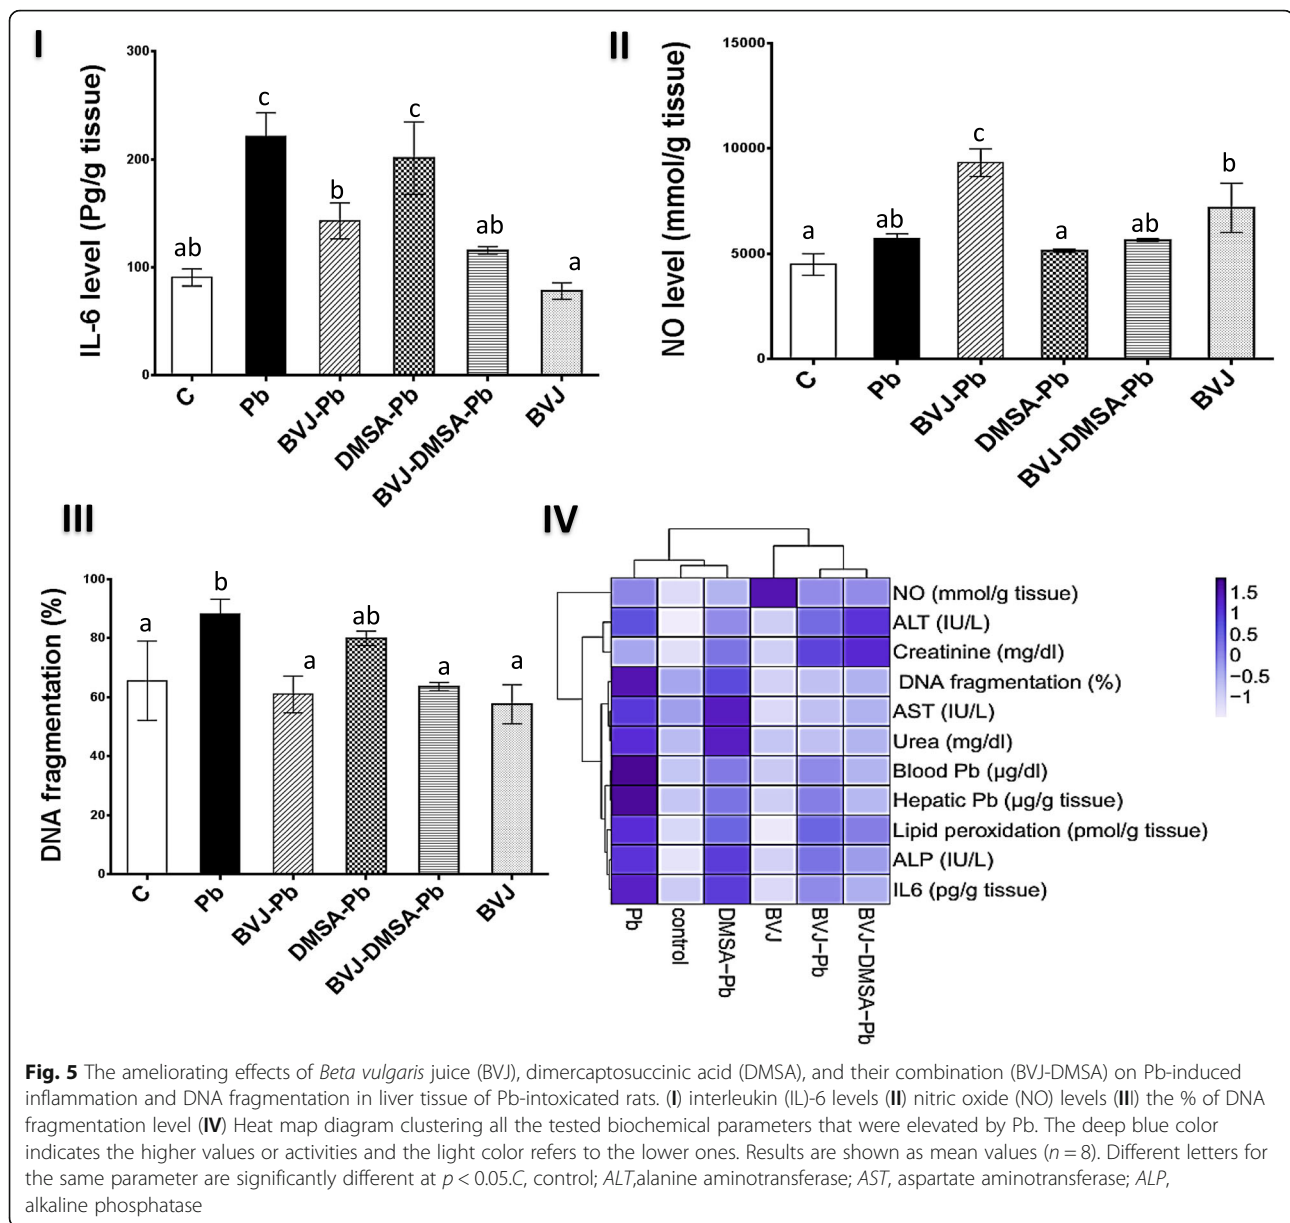 I
IL-6 level (Pg/g tissue)
300
200
100
0
ab
c
b
c
ab
a
C
Pb
BVJ-Pb
DMSA-Pb
BVJ-DMSA-Pb
BVJ
II
NO level (mmol/g tissue)
15000
10000
5000
0
a
ab
c
a
ab
b
C
Pb
BVJ-Pb
DMSA-Pb
BVJ-DMSA-Pb
BVJ
III
DNA fragmentation (%)
100
80
60
40
20
0
a
b
a
ab
a
a
C
Pb
BVJ-Pb
DMSA-Pb
BVJ-DMSA-Pb
BVJ
IV
NO (mmol/g tissue)
ALT (IU/L)
Creatinine (mg/dl)
DNA fragmentation (%)
AST (IU/L)
Urea (mg/dl)
Blood Pb (µg/dl)
Hepatic Pb (µg/g tissue)
Lipid peroxidation (pmol/g tissue)
ALP (IU/L)
IL6 (pg/g tissue)
Pb
control
DMSA−Pb
BVJ
BVJ−Pb
BVJ−DMSA−Pb
1.5
1
0.5
0
−0.5
−1
Fig. 5 The ameliorating effects of Beta vulgaris juice (BVJ), dimercaptosuccinic acid (DMSA), and their combination (BVJ-DMSA) on Pb-induced
inflammation and DNA fragmentation in liver tissue of Pb-intoxicated rats. (I) interleukin (IL)-6 levels (II) nitric oxide (NO) levels (III) the % of DNA
fragmentation level (IV) Heat map diagram clustering all the tested biochemical parameters that were elevated by Pb. The deep blue color
indicates the higher values or activities and the light color refers to the lower ones. Results are shown as mean values (n = 8). Different letters for
the same parameter are significantly different at p < 0.05.C, control; ALT,alanine aminotransferase; AST, aspartate aminotransferase; ALP,
alkaline phosphatase